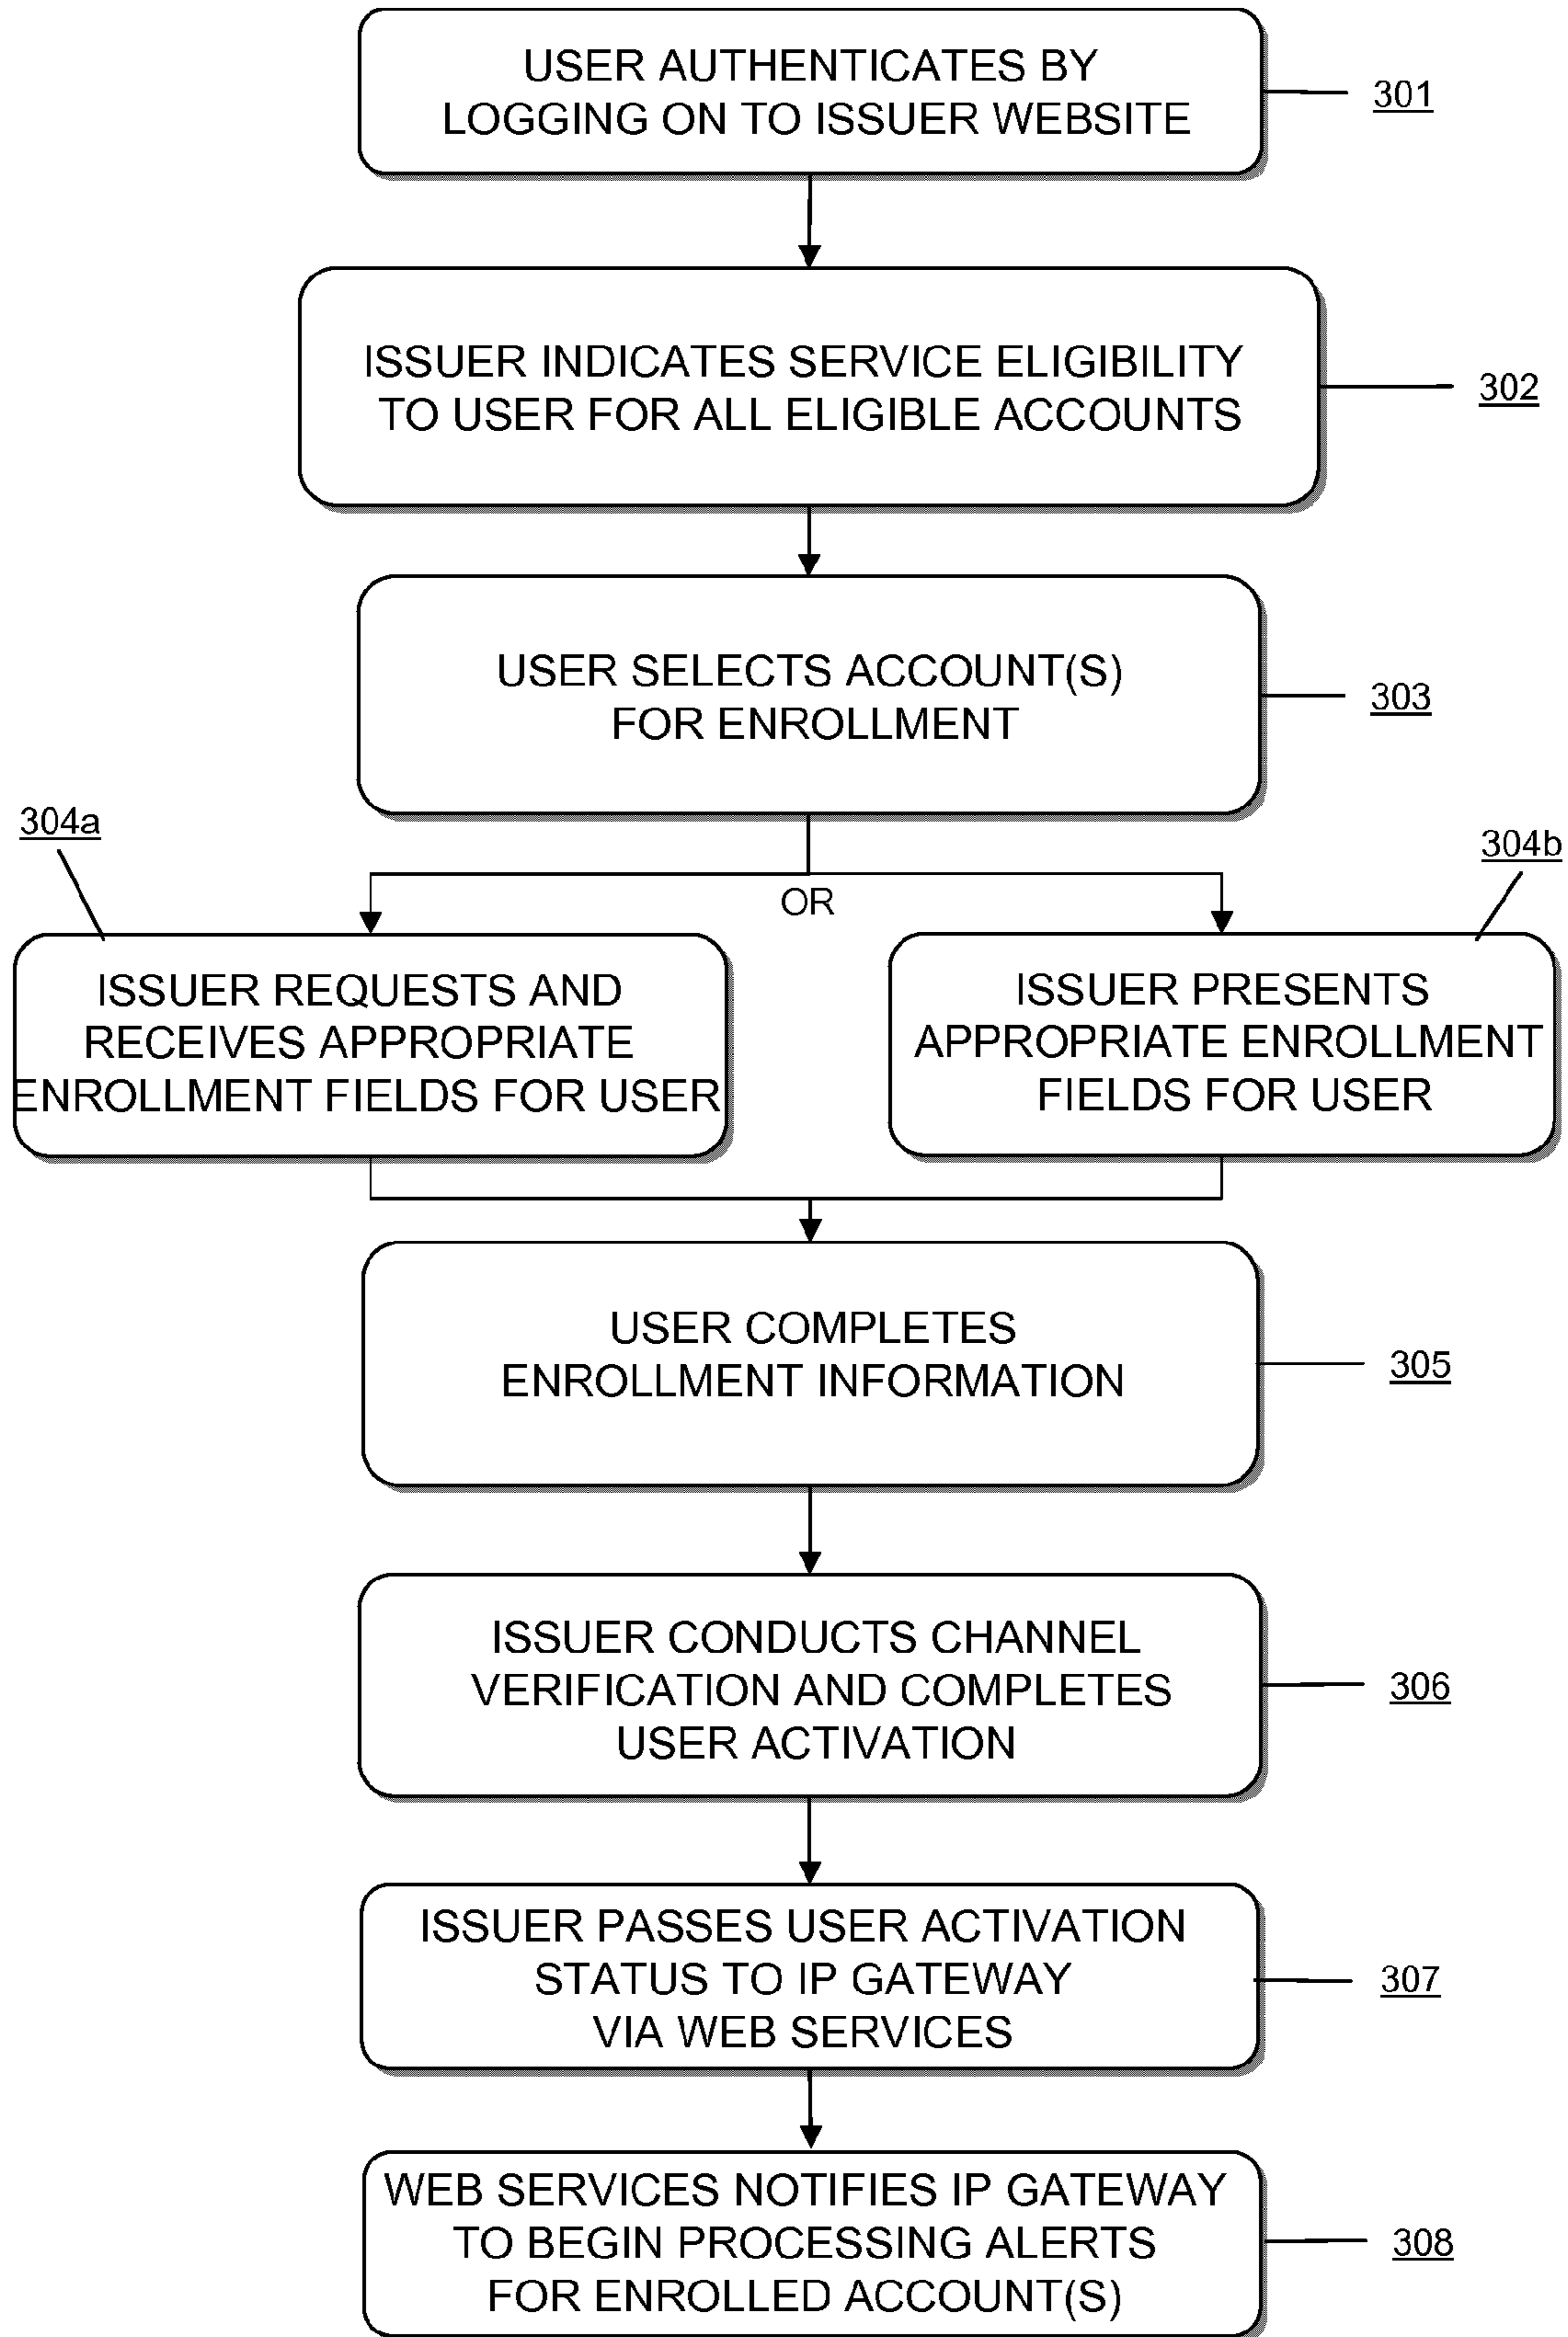 USER AUTHENTICATES BY
LOGGING ON TO ISSUER WEBSITE
301
ISSUER INDICATES SERVICE ELIGIBILITY
TO USER FOR ALL ELIGIBLE ACCOUNTS
302
USER SELECTS ACCOUNT(S)
FOR ENROLLMENT
303
304a
304b
OR
ISSUER REQUESTS AND
RECEIVES APPROPRIATE
ENROLLMENT FIELDS FOR USER
ISSUER PRESENTS
APPROPRIATE ENROLLMENT
FIELDS FOR USER
USER COMPLETES
ENROLLMENT INFORMATION
305
ISSUER CONDUCTS CHANNEL
VERIFICATION AND COMPLETES
USER ACTIVATION
306
ISSUER PASSES USER ACTIVATION
STATUS TO IP GATEWAY
VIA WEB SERVICES
307
WEB SERVICES NOTIFIES IP GATEWAY
TO BEGIN PROCESSING ALERTS
FOR ENROLLED ACCOUNT(S)
308